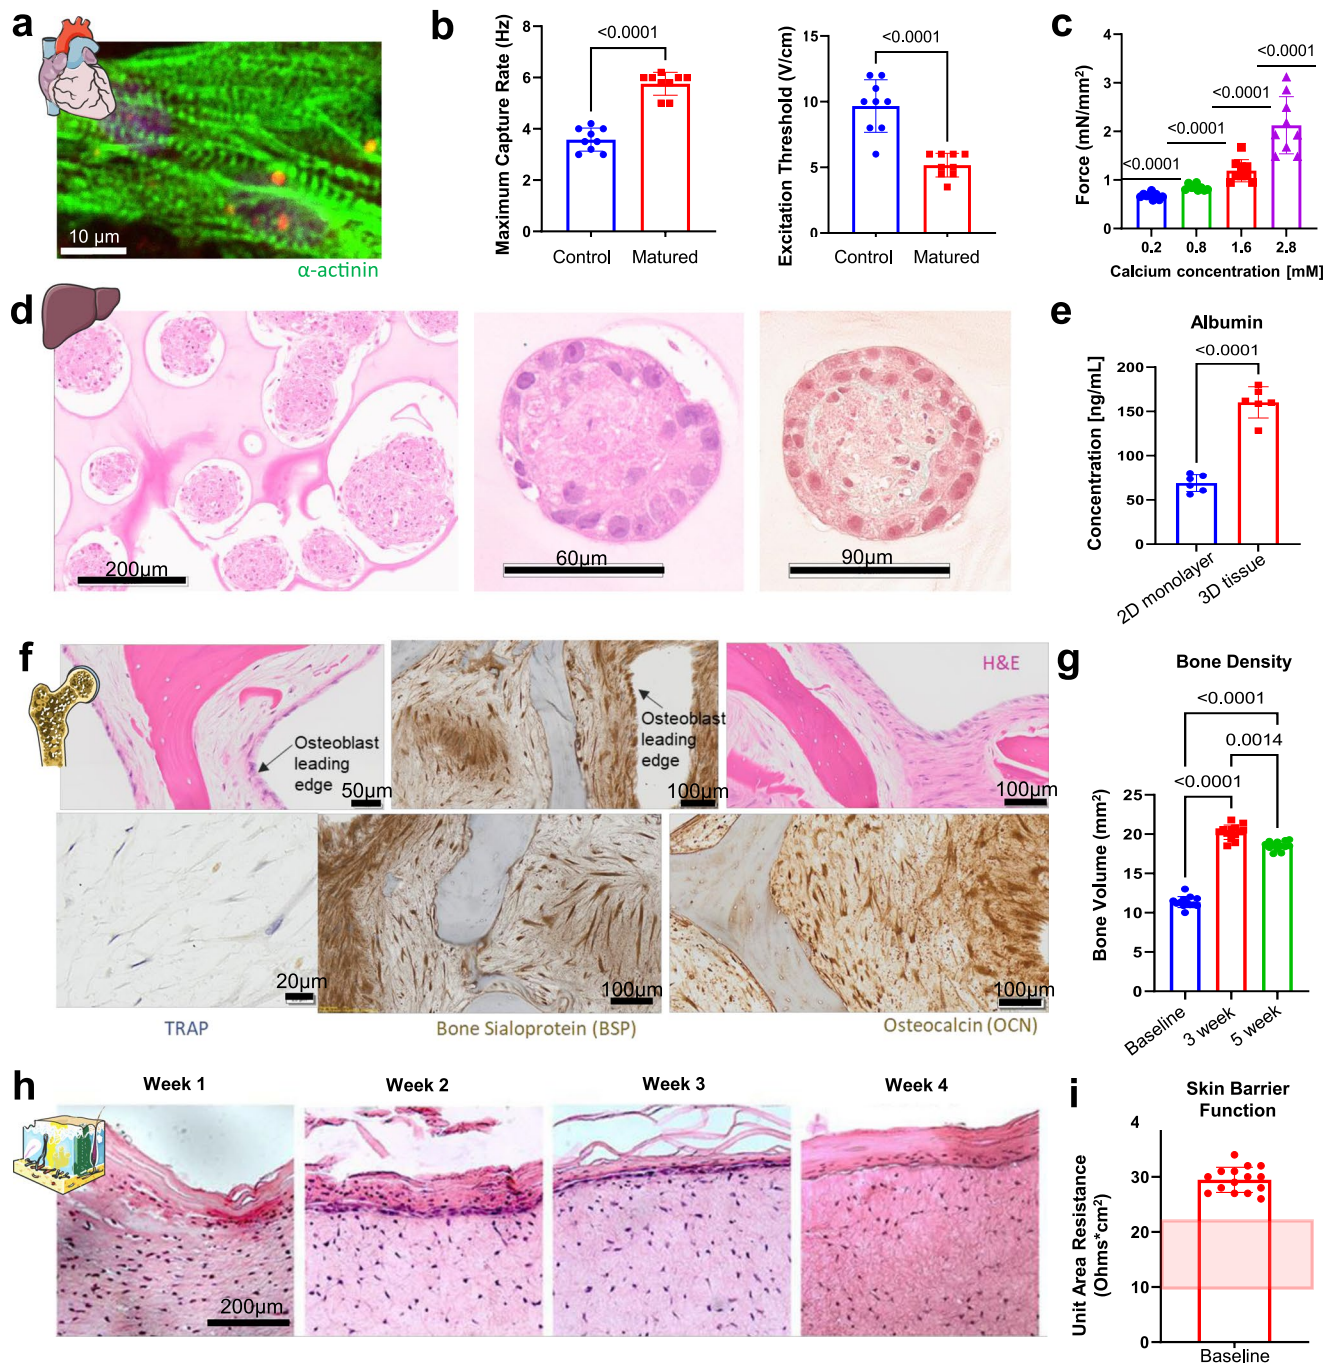 a
10 µm
α-actinin
b
Maximum Capture Rate (Hz)
8
6
4
2
0
<0.0001
Control
Matured
Excitation Threshold (V/cm)
15
10
5
0
<0.0001
Control
Matured
c
Force (mN/mm²)
4
3
2
1
0
<0.0001
<0.0001
<0.0001
<0.0001
0.2
0.8
1.6
2.8
Calcium concentration [mM]
d
200µm
60µm
90µm
e
Albumin
<0.0001
Concentration [ng/mL]
200
150
100
50
0
2D monolayer
3D tissue
f
Osteoblast
leading
edge
50µm
Osteoblast
leading
edge
100µm
H&E
100µm
20µm
100µm
100µm
TRAP
Bone Sialoprotein (BSP)
Osteocalcin (OCN)
g
Bone Density
<0.0001
0.0014
<0.0001
Bone Volume (mm²)
25
20
15
10
5
0
Baseline
3 week
5 week
h
Week 1
Week 2
Week 3
Week 4
200µm
i
Skin Barrier
Function
Unit Area Resistance
(Ohms*cm²)
4
30
20
10
0
Baseline